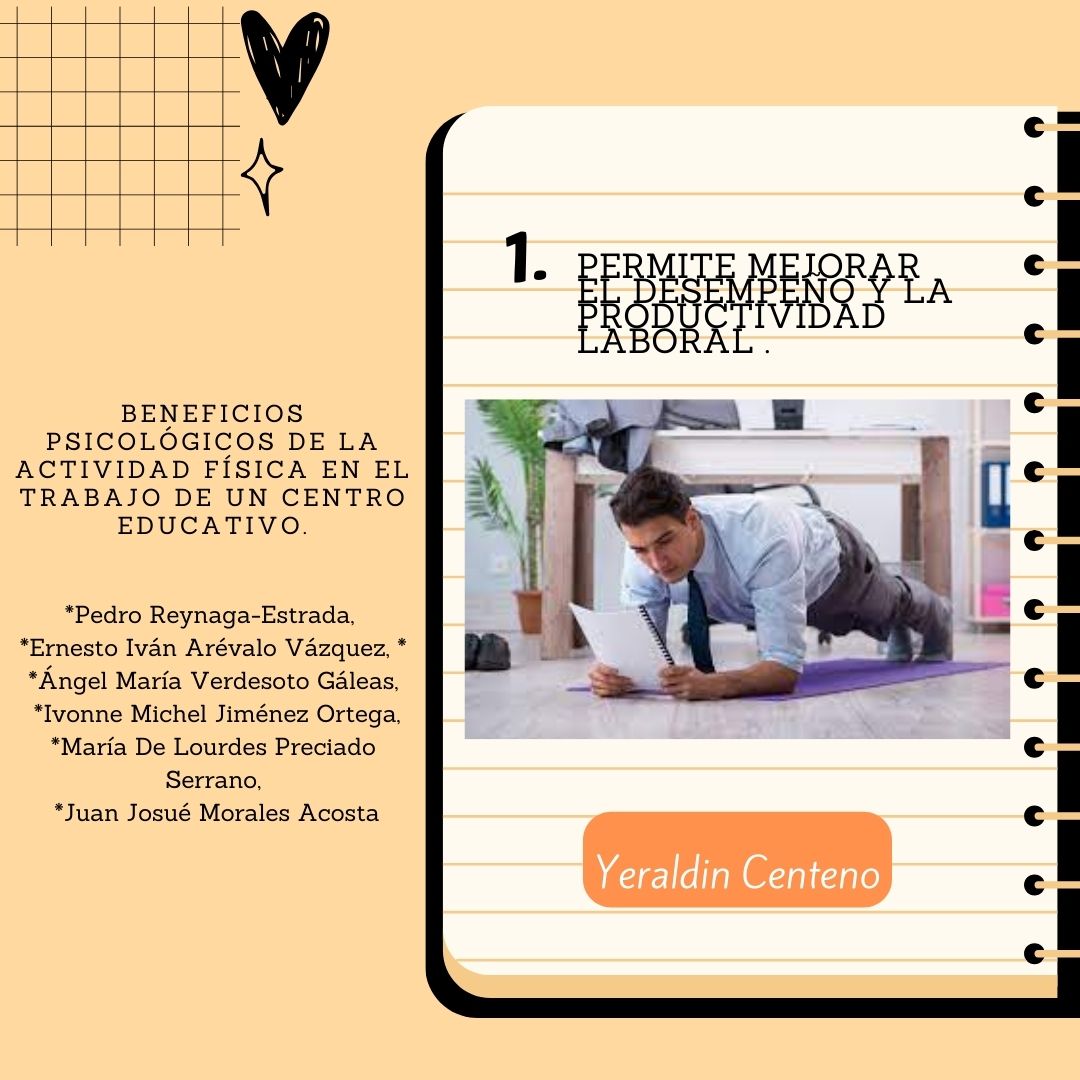 BENEFICIOS
PSICOLÓGICOS DE LA
ACTIVIDAD FÍSICA EN EL
TRABAJO DE UN CENTRO
EDUCATIVO.
*Pedro Reynaga-Estrada,
*Ernesto Iván Arévalo Vázquez, *
*Ángel María Verdesoto Gáleas,
*Ivonne Michel Jiménez Ortega,
*María De Lourdes Preciado
Serrano,
*Juan Josué Morales Acosta
1. PERMITE MEJORAR
EL DESEMPEÑO Y LA
PRODUCTIVIDAD
LABORAL .
Yeraldin Centeno